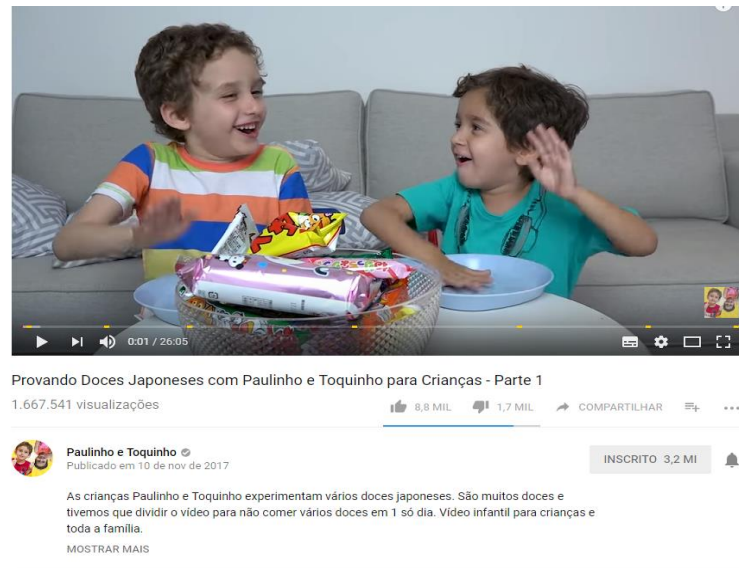 0:01 / 26:05
Provando Doces Japoneses com Paulinho e Toquinho para Crianças - Parte 1
1.667.541 visualizações
8,8 MIL
1,7 MIL
COMPARTILHAR
Paulinho e Toquinho
Publicado em 10 de nov de 2017
INSCRITO 3,2 MI
As crianças Paulinho e Toquinho experimentam vários doces japoneses. São muitos doces e
tivemos que dividir o vídeo para não comer vários doces em 1 só dia. Vídeo infantil para crianças e
toda a família.
MOSTRAR MAIS